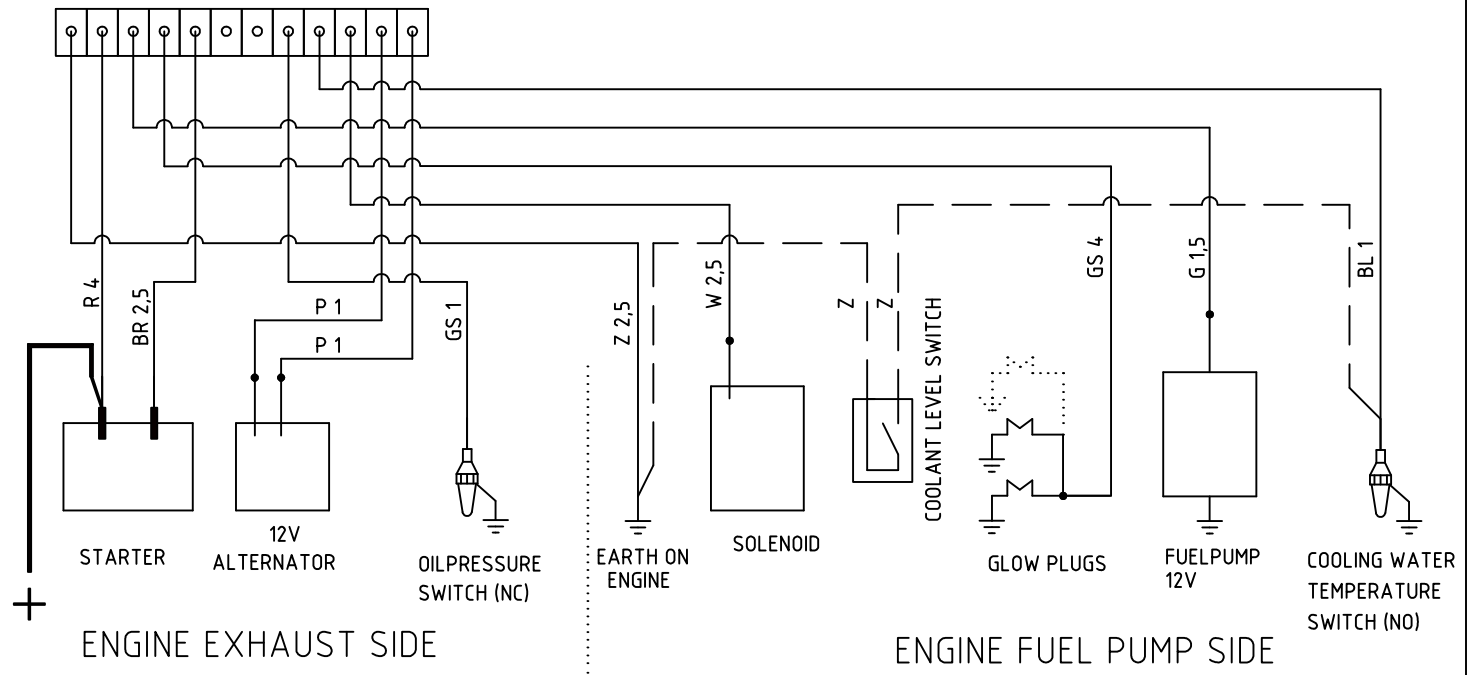 R 4
BR 2,5
P 1
P 1
GS 1
Z 2,5
W 2,5
Z
Z
COOLANT LEVEL SWITCH
GS 4
G 1,5
BL 1
STARTER
12V
ALTERNATOR
OILPRESSURE
SWITCH (NC)
EARTH ON
ENGINE
SOLENOID
GLOW PLUGS
FUELPUMP
12V
COOLING WATER
TEMPERATURE
SWITCH (NO)
+
ENGINE EXHAUST SIDE
ENGINE FUEL PUMP SIDE